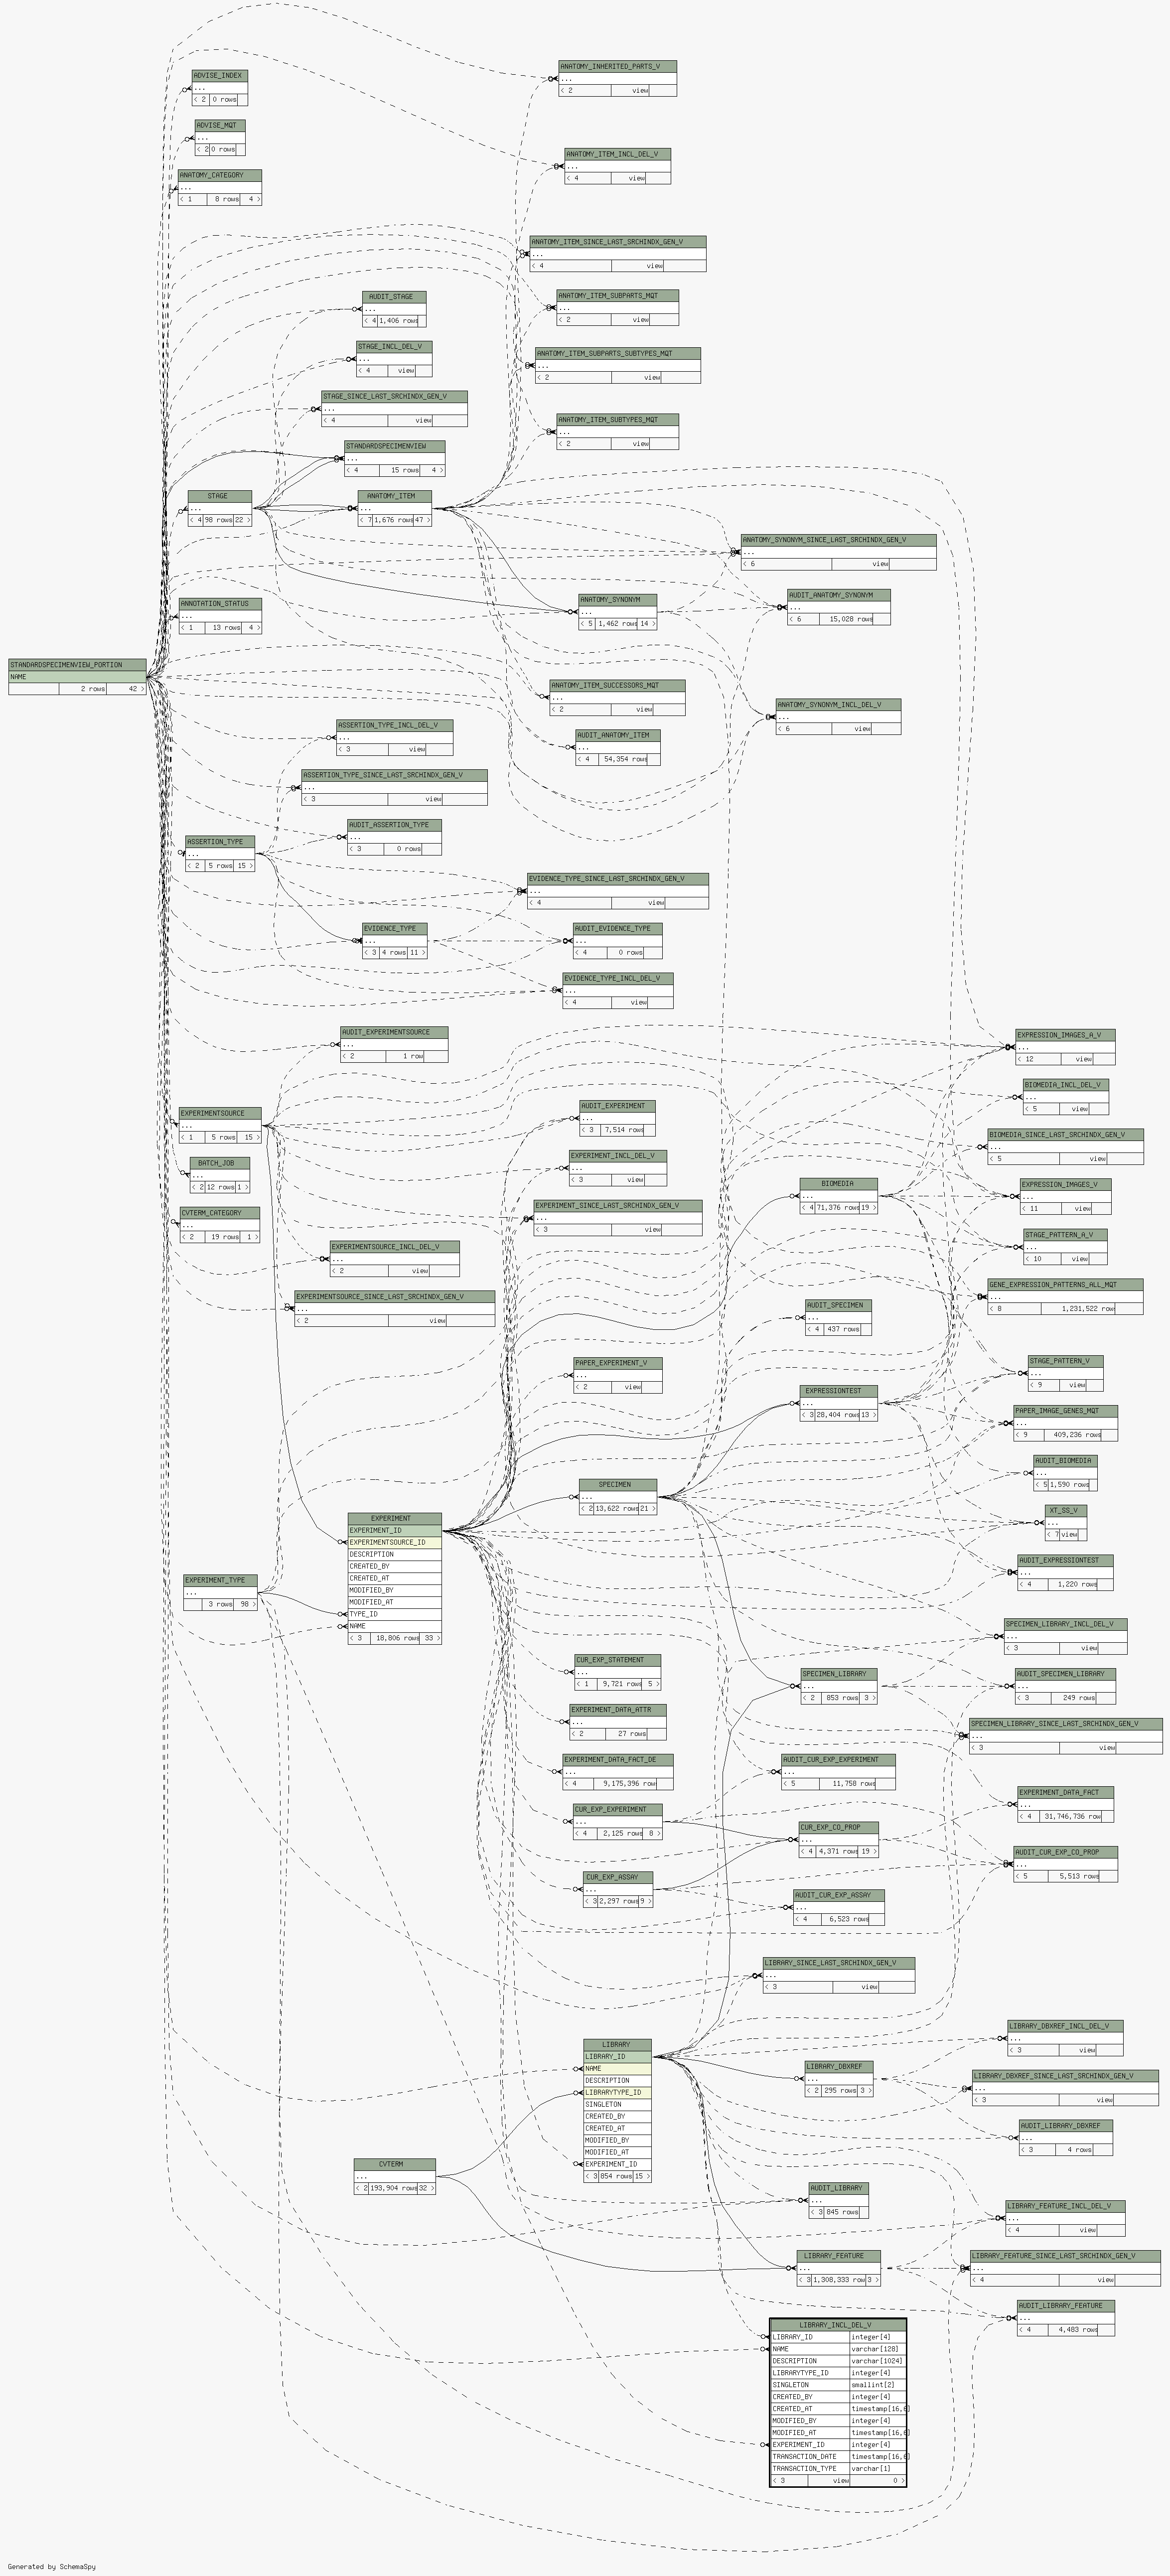 ANATOMY_INHERITED_PARTS_V
...
< 2 view
ADVISE_INDEX
...
< 2 0 rows
ADVISE_MQT
...
< 2 0 rows
ANATOMY_ITEM_INCL_DEL_V
...
< 4 view
ANATOMY_CATEGORY
...
< 1 8 rows 4 >
ANATOMY_ITEM_SINCE_LAST_SRCHINDX_GEN_V
...
< 4 view
AUDIT_STAGE
...
< 4 1,406 rows
ANATOMY_ITEM_SUBPARTS_MQT
...
< 2 view
STAGE_INCL_DEL_V
...
< 4 view
ANATOMY_ITEM_SUBPARTS_SUBTYPES_MQT
...
< 2 view
STAGE_SINCE_LAST_SRCHINDX_GEN_V
...
< 4 view
ANATOMY_ITEM_SUBTYPES_MQT
...
< 2 view
STANDARDSPECIMENVIEW
...
< 4 15 rows 4 >
STAGE
...
< 4 98 rows 22 >
ANATOMY_ITEM
...
< 7 1,676 rows 47 >
ANATOMY_SYNONYM_SINCE_LAST_SRCHINDX_GEN_V
...
< 6 view
ANNOTATION_STATUS
...
< 1 13 rows 4 >
ANATOMY_SYNONYM
...
< 5 1,462 rows 14 >
AUDIT_ANATOMY_SYNONYM
...
< 6 15,028 rows
STANDARDSPECIMENVIEW_PORTION
NAME
2 rows 42 >
ANATOMY_ITEM_SUCCESSORS_MQT
...
< 2 view
ANATOMY_SYNONYM_INCL_DEL_V
...
< 6 view
ASSERTION_TYPE_INCL_DEL_V
...
< 3 view
AUDIT_ANATOMY_ITEM
...
< 4 54,354 rows
ASSERTION_TYPE_SINCE_LAST_SRCHINDX_GEN_V
...
< 3 view
AUDIT_ASSERTION_TYPE
...
< 3 0 rows
ASSERTION_TYPE
...
< 2 5 rows 15 >
EVIDENCE_TYPE_SINCE_LAST_SRCHINDX_GEN_V
...
< 4 view
EVIDENCE_TYPE
...
< 3 4 rows 11 >
AUDIT_EVIDENCE_TYPE
...
< 4 0 rows
EVIDENCE_TYPE_INCL_DEL_V
...
< 4 view
AUDIT_EXPERIMENTSOURCE
...
< 2 1 row
EXPRESSION_IMAGES_A_V
...
< 12 view
BIOMEDIA_INCL_DEL_V
...
< 5 view
EXPERIMENTSOURCE
...
< 1 5 rows 15 >
AUDIT_EXPERIMENT
...
< 3 7,514 rows
BIOMEDIA_SINCE_LAST_SRCHINDX_GEN_V
...
< 5 view
BATCH_JOB
...
< 2 12 rows 1 >
EXPERIMENT_INCL_DEL_V
...
< 3 view
BIOMEDIA
...
< 4 71,376 rows 19 >
EXPRESSION_IMAGES_V
...
< 11 view
CVTERM_CATEGORY
...
< 2 19 rows 1 >
EXPERIMENT_SINCE_LAST_SRCHINDX_GEN_V
...
< 3 view
STAGE_PATTERN_A_V
...
< 10 view
EXPERIMENTSOURCE_INCL_DEL_V
...
< 2 view
EXPERIMENTSOURCE_SINCE_LAST_SRCHINDX_GEN_V
...
< 2 view
GENE_EXPRESSION_PATTERNS_ALL_MQT
...
< 8 1,231,522 row
AUDIT_SPECIMEN
...
< 4 437 rows
PAPER_EXPERIMENT_V
...
< 2 view
STAGE_PATTERN_V
...
< 9 view
EXPRESSIONTEST
...
< 3 28,404 rows 13 >
PAPER_IMAGE_GENES_MQT
...
< 9 409,236 rows
AUDIT_BIOMEDIA
...
< 5 1,590 rows
SPECIMEN
...
< 2 13,622 rows 21 >
XT_SS_V
...
< 7 view
EXPERIMENT
EXPERIMENT_ID
EXPERIMENTSOURCE_ID
DESCRIPTION
CREATED_BY
CREATED_AT
MODIFIED_BY
MODIFIED_AT
TYPE_ID
NAME
< 3 18,806 rows 33 >
EXPERIMENT_TYPE
...
3 rows 98 >
AUDIT_EXPRESSIONTEST
...
< 4 1,220 rows
SPECIMEN_LIBRARY_INCL_DEL_V
...
< 3 view
CUR_EXP_STATEMENT
...
< 1 9,721 rows 5 >
SPECIMEN_LIBRARY
...
< 2 853 rows 3 >
AUDIT_SPECIMEN_LIBRARY
...
< 3 249 rows
EXPERIMENT_DATA_ATTR
...
< 2 27 rows
SPECIMEN_LIBRARY_SINCE_LAST_SRCHINDX_GEN_V
...
< 3 view
EXPERIMENT_DATA_FACT_DE
...
< 4 9,175,396 row
AUDIT_CUR_EXP_EXPERIMENT
...
< 5 11,758 rows
EXPERIMENT_DATA_FACT
...
< 4 31,746,736 row
CUR_EXP_EXPERIMENT
...
< 4 2,125 rows 8 >
CUR_EXP_CO_PROP
...
< 4 4,371 rows 19 >
AUDIT_CUR_EXP_CO_PROP
...
< 5 5,513 rows
CUR_EXP_ASSAY
...
< 3 2,297 rows 9 >
AUDIT_CUR_EXP_ASSAY
...
< 4 6,523 rows
LIBRARY_SINCE_LAST_SRCHINDX_GEN_V
...
< 3 view
LIBRARY
LIBRARY_ID
NAME
DESCRIPTION
LIBRARYTYPE_ID
SINGLETON
CREATED_BY
CREATED_AT
MODIFIED_BY
MODIFIED_AT
EXPERIMENT_ID
< 3 854 rows 15 >
LIBRARY_DBXREF_INCL_DEL_V
...
< 3 view
LIBRARY_DBXREF
...
< 2 295 rows 3 >
LIBRARY_DBXREF_SINCE_LAST_SRCHINDX_GEN_V
...
< 3 view
AUDIT_LIBRARY_DBXREF
...
< 3 4 rows
CVTERM
...
< 2 193,904 rows 32 >
AUDIT_LIBRARY
...
< 3 845 rows
LIBRARY_FEATURE_INCL_DEL_V
...
< 4 view
LIBRARY_FEATURE
...
< 3 1,308,333 row 3 >
LIBRARY_FEATURE_SINCE_LAST_SRCHINDX_GEN_V
...
< 4 view
AUDIT_LIBRARY_FEATURE
...
< 4 4,483 rows
LIBRARY_INCL_DEL_V
LIBRARY_ID integer[4]
NAME varchar[128]
DESCRIPTION varchar[1024]
LIBRARYTYPE_ID integer[4]
SINGLETON smallint[2]
CREATED_BY integer[4]
CREATED_AT timestamp[16,6]
MODIFIED_BY integer[4]
MODIFIED_AT timestamp[16,6]
EXPERIMENT_ID integer[4]
TRANSACTION_DATE timestamp[16,6]
TRANSACTION_TYPE varchar[1]
< 3 view 0 >
Generated by SchemaSpy